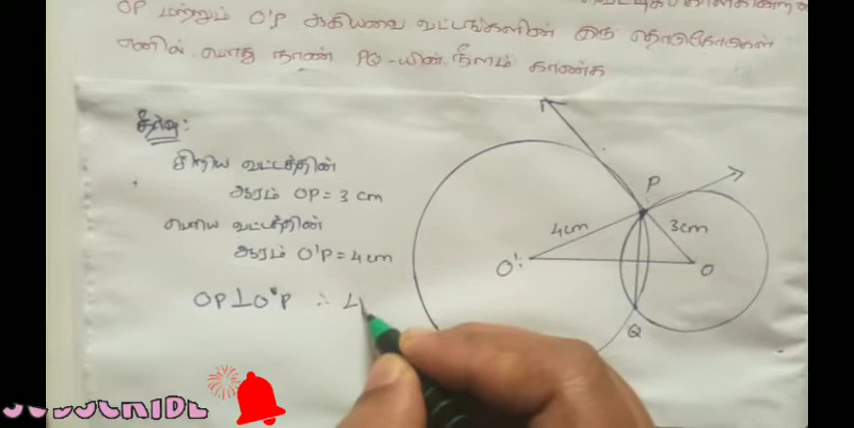 OP மற்றும் O'P ஆகியவை வட்டங்களின் இரு தொடுகோடுகள்
எனில் பொது நாண் PQ-யின் நீளம் காண்க
தீர்வு:
சிறிய வட்டத்தின்
ஆரம் OP = 3 cm
பெரிய வட்டத்தின்
ஆரம் O'P = 4 cm
OP⊥O'P ∴ ∠
P
4cm
3cm
O'
O
Q
SUBSCRIBE